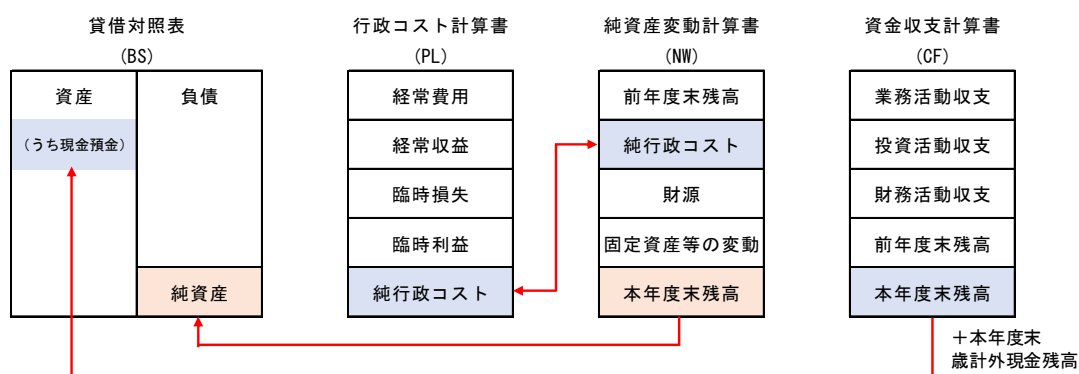 貸借対照表
(BS)
資産
負債
(うち現金預金)
純資産
行政コスト計算書
(PL)
経常費用
経常収益
臨時損失
臨時利益
純行政コスト
純資産変動計算書
(NW)
前年度末残高
純行政コスト
財源
固定資産等の変動
本年度末残高
資金収支計算書
(CF)
業務活動収支
投資活動収支
財務活動収支
前年度末残高
本年度末残高
＋本年度末
歳計外現金残高